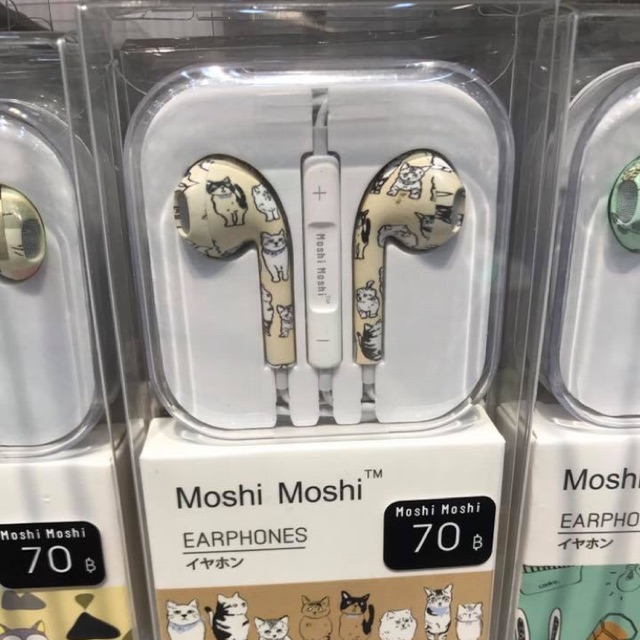 +
Moshi Moshi™
−
Moshi Moshi™
EARPHONES
イヤホン
Moshi Moshi
70 ฿
Moshi Moshi
70 ฿
Moshi
EARPHO
イヤホン